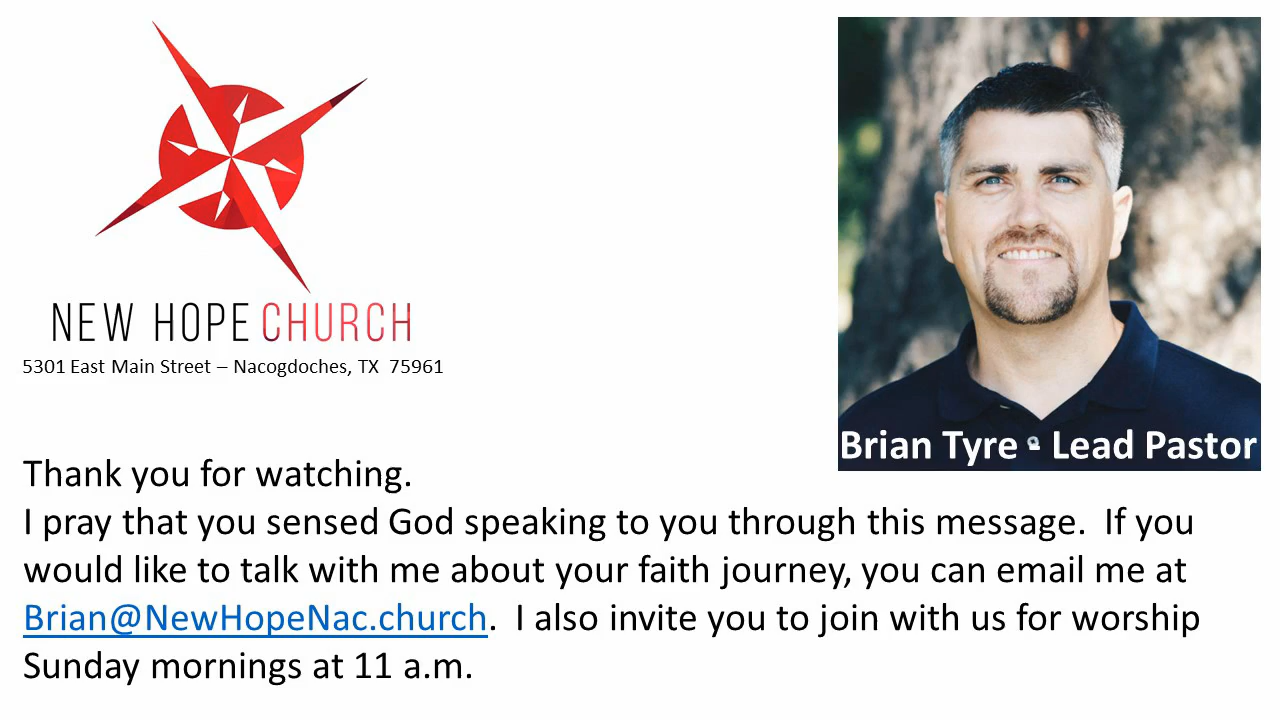 NEW HOPE CHURCH
5301 East Main Street – Nacogdoches, TX  75961
Brian Tyre - Lead Pastor
Thank you for watching.
I pray that you sensed God speaking to you through this message.  If you
would like to talk with me about your faith journey, you can email me at
Brian@NewHopeNac.church.  I also invite you to join with us for worship
Sunday mornings at 11 a.m.